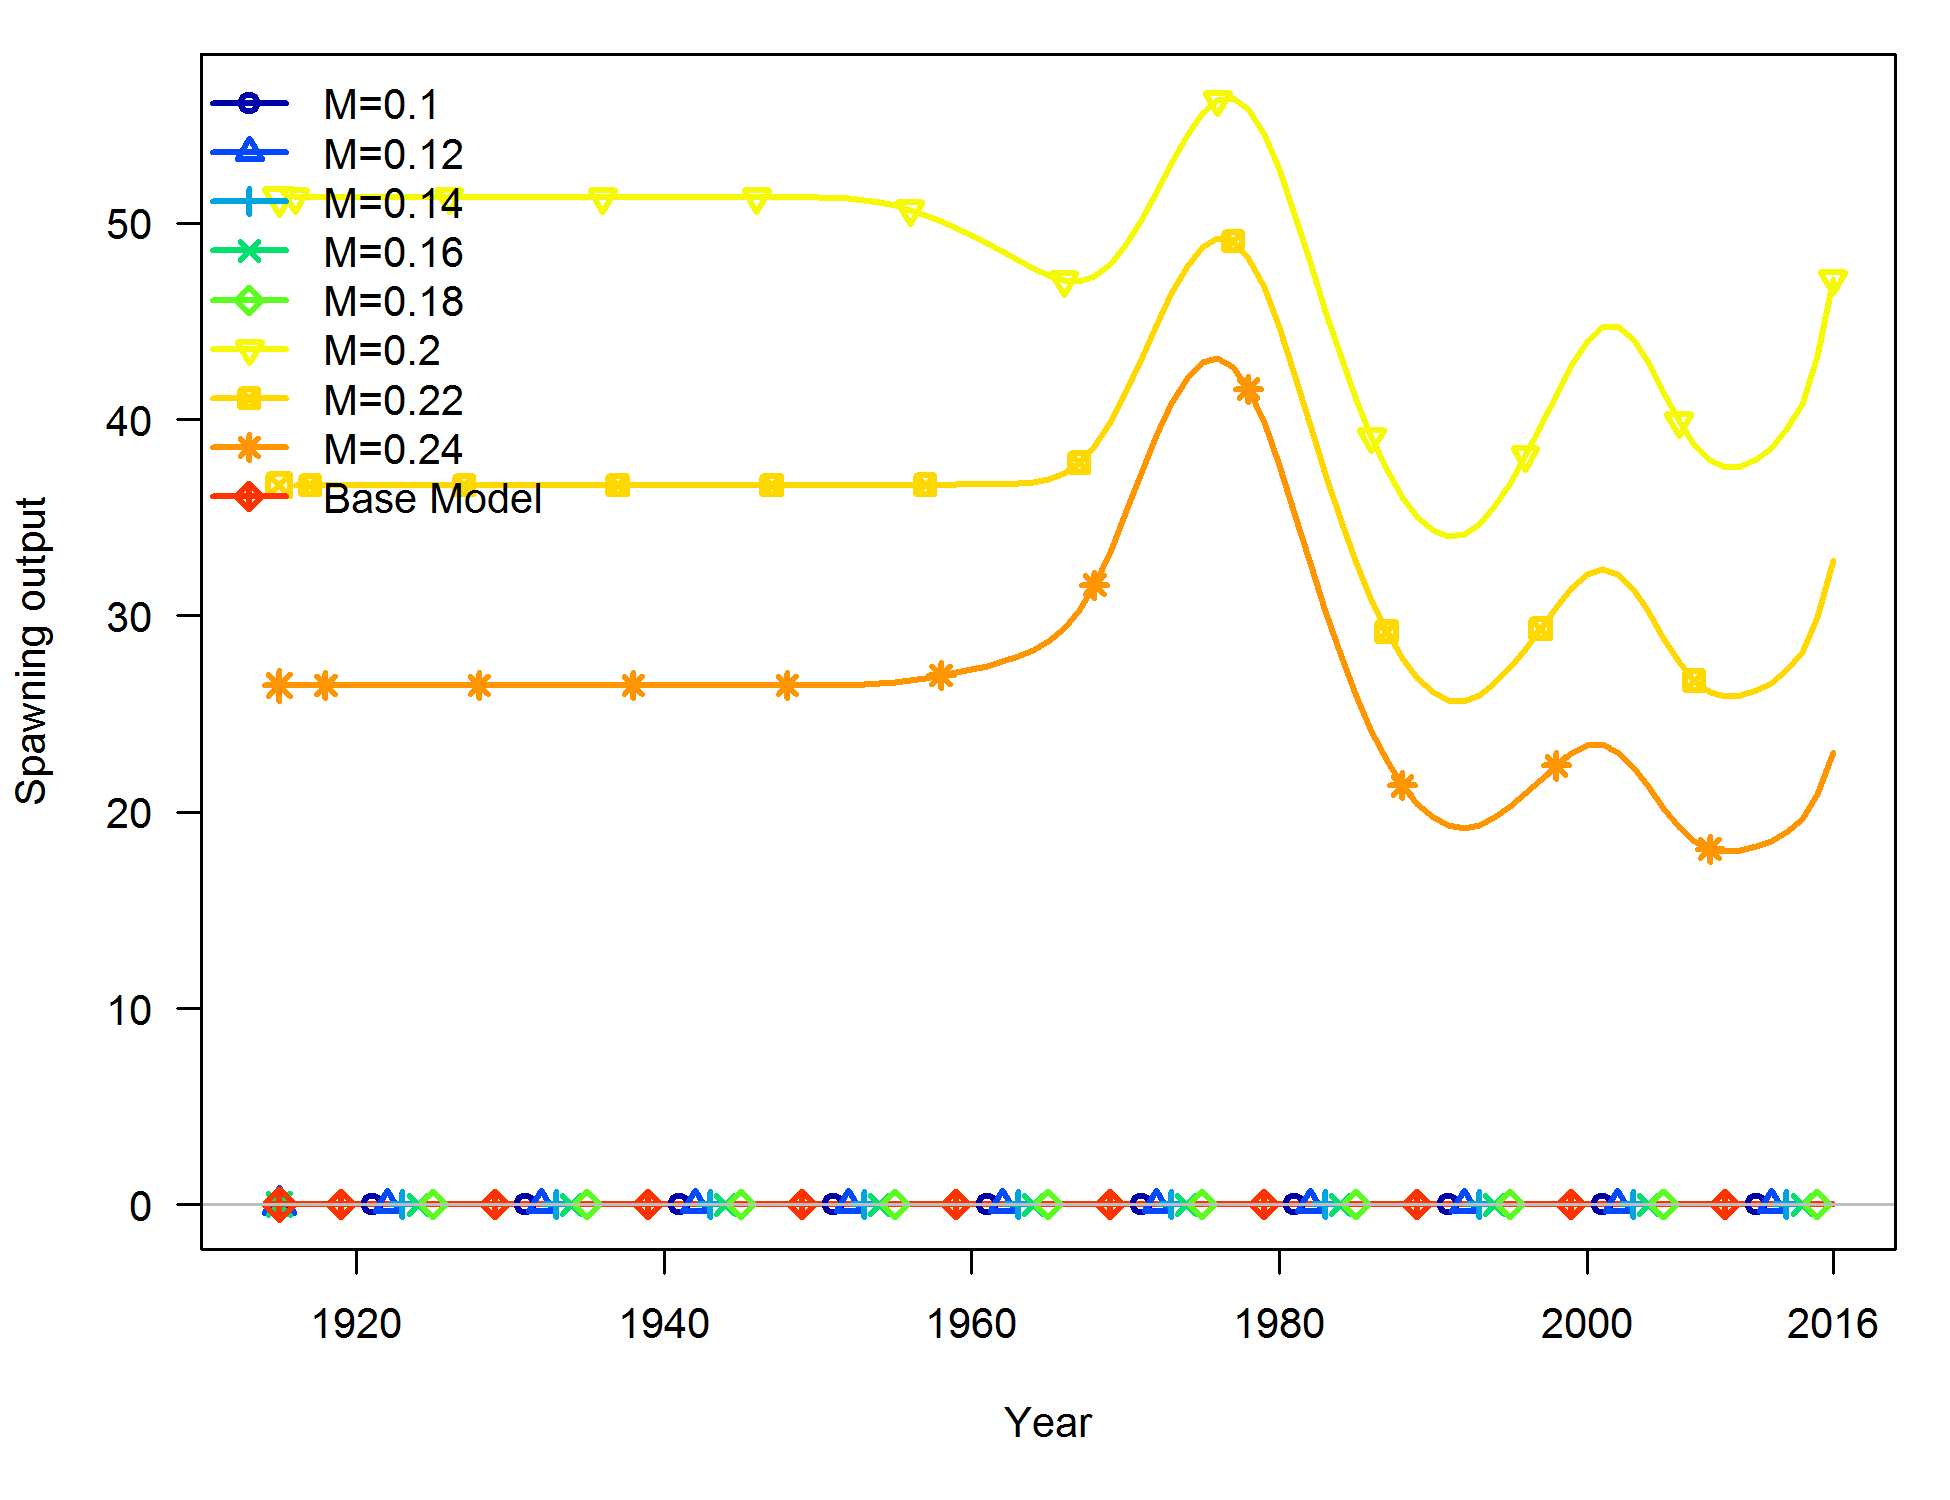 M=0.1
M=0.12
M=0.14
M=0.16
M=0.18
M=0.2
M=0.22
M=0.24
Base Model
Spawning output
50
40
30
20
10
0
1920 1940 1960 1980 2000 2016
Year